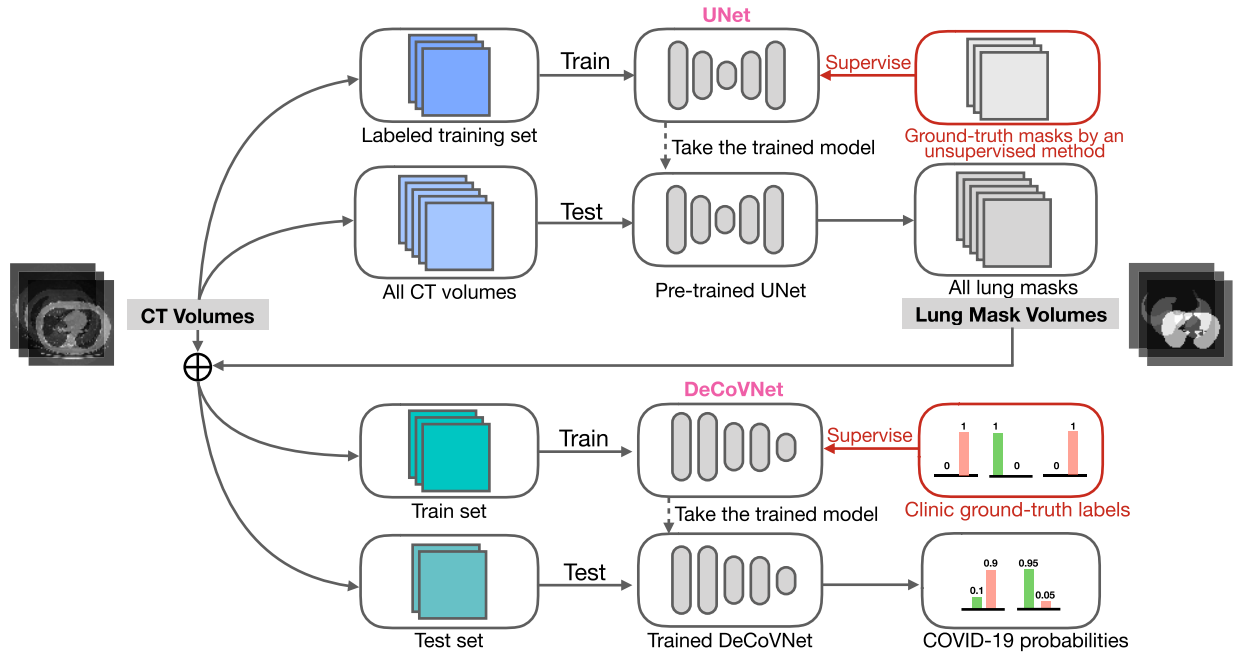 UNet
Train
Supervise
Labeled training set
Ground-truth masks by an
unsupervised method
Take the trained model
Test
All CT volumes
Pre-trained UNet
All lung masks
CT Volumes
Lung Mask Volumes
DeCoVNet
Train
Supervise
0
1
1
0
0
1
Train set
Clinic ground-truth labels
Take the trained model
Test
0.1
0.9
0.95
0.05
Test set
Trained DeCoVNet
COVID-19 probabilities